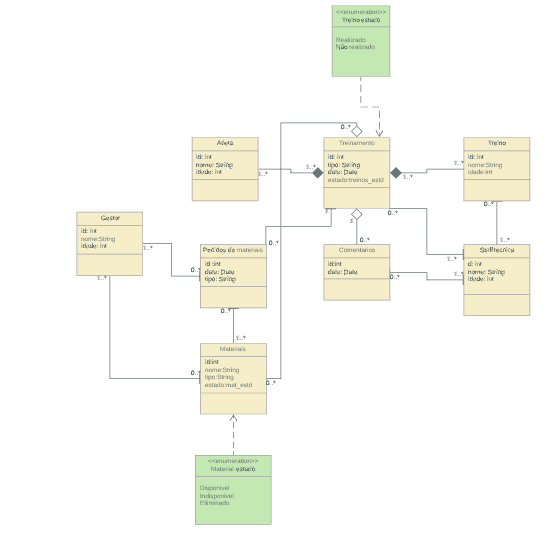 <<enumeration>>
Treino estado
Realizado
Não realizado
0..*
Atleta
id: int
nome: String
idade: int
1..*
Treinamento
id: int
tipo: String
data: Date
estado:treinos_estd
1..*
Treino
id: int
nome:String
idade:int
1..*
0..*
1
1
0..*
0..*
1..*
Gestor
id: int
nome:String
idade: int
1..*
1..*
0..*
Pedidos de materiais
id: int
data: Date
0..*
0..*
1..*
Comentarios
id:int
data: Date
0..*
1..*
1..*
Staff tecnica
id: int
nome: String
idade: int
0..*
0..*
Materiais
id:int
nome:String
tipo:String
estado:mat_estd
<<enumeration>>
Material estado
Disponivel
Indisponivel
Eliminado